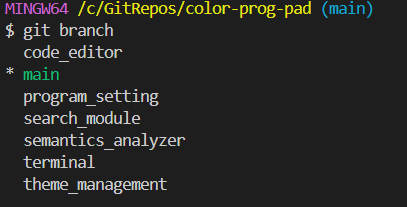 MINGW64 /c/GitRepos/color-prog-pad (main)
$ git branch
  code_editor
* main
  program_setting
  search_module
  semantics_analyzer
  terminal
  theme_management